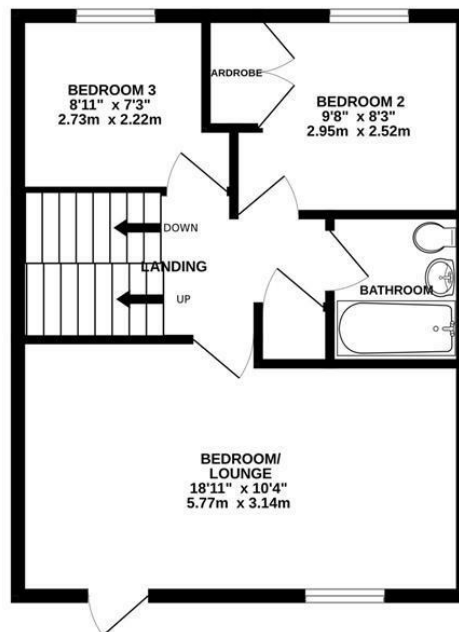 BEDROOM 3
8'11" x 7'3"
2.73m x 2.22m
ARDROBE
BEDROOM 2
9'8" x 8'3"
2.95m x 2.52m
DOWN
LANDING
UP
BATHROOM
BEDROOM/
LOUNGE
18'11" x 10'4"
5.77m x 3.14m